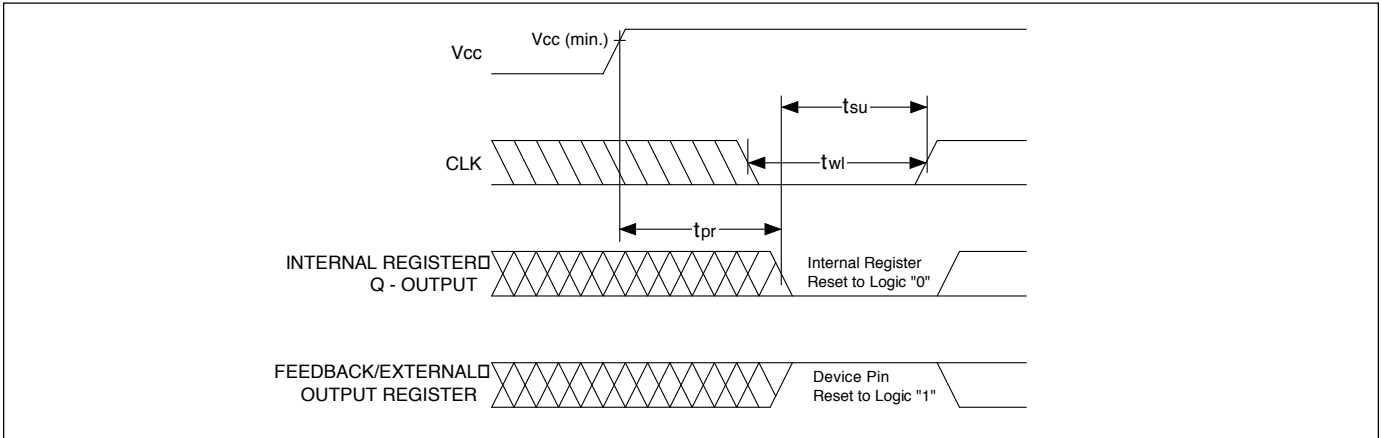 Vcc
Vcc (min.)
tsu
CLK
twl
tpr
INTERNAL REGISTER
Q - OUTPUT
Internal Register
Reset to Logic "0"
FEEDBACK/EXTERNAL
OUTPUT REGISTER
Device Pin
Reset to Logic "1"